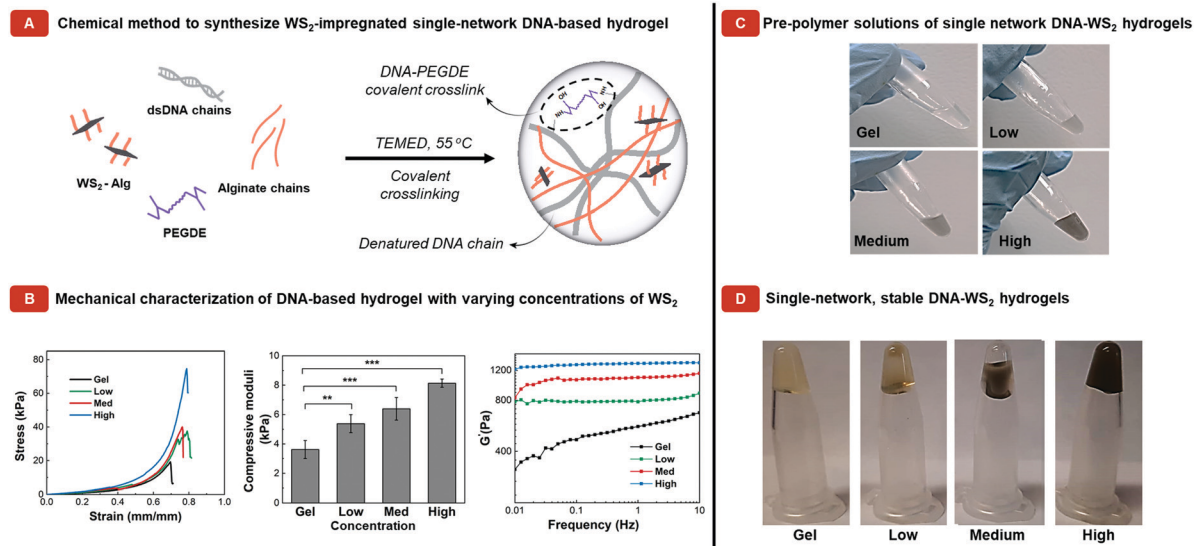 A Chemical method to synthesize WS₂-impregnated single-network DNA-based hydrogel
dsDNA chains
WS₂ - Alg
Alginate chains
PEGDE
TEMED, 55 °C
Covalent
crosslinking
DNA-PEGDE
covalent crosslink
OH
NH
OH
NH
Denatured DNA chain
B Mechanical characterization of DNA-based hydrogel with varying concentrations of WS₂
Stress (kPa)
80
60
40
20
0
Gel
Low
Med
High
0.0 0.2 0.4 0.6 0.8 1.0
Strain (mm/mm)
Compressive moduli
(kPa)
10
8
6
4
2
0
***
***
**
Gel Low Med High
Concentration
G'(Pa)
1200
800
400
Gel
Low
Med
High
0.01 0.1 1 10
Frequency (Hz)
C Pre-polymer solutions of single network DNA-WS₂ hydrogels
Gel
Low
Medium
High
D Single-network, stable DNA-WS₂ hydrogels
Gel Low Medium High